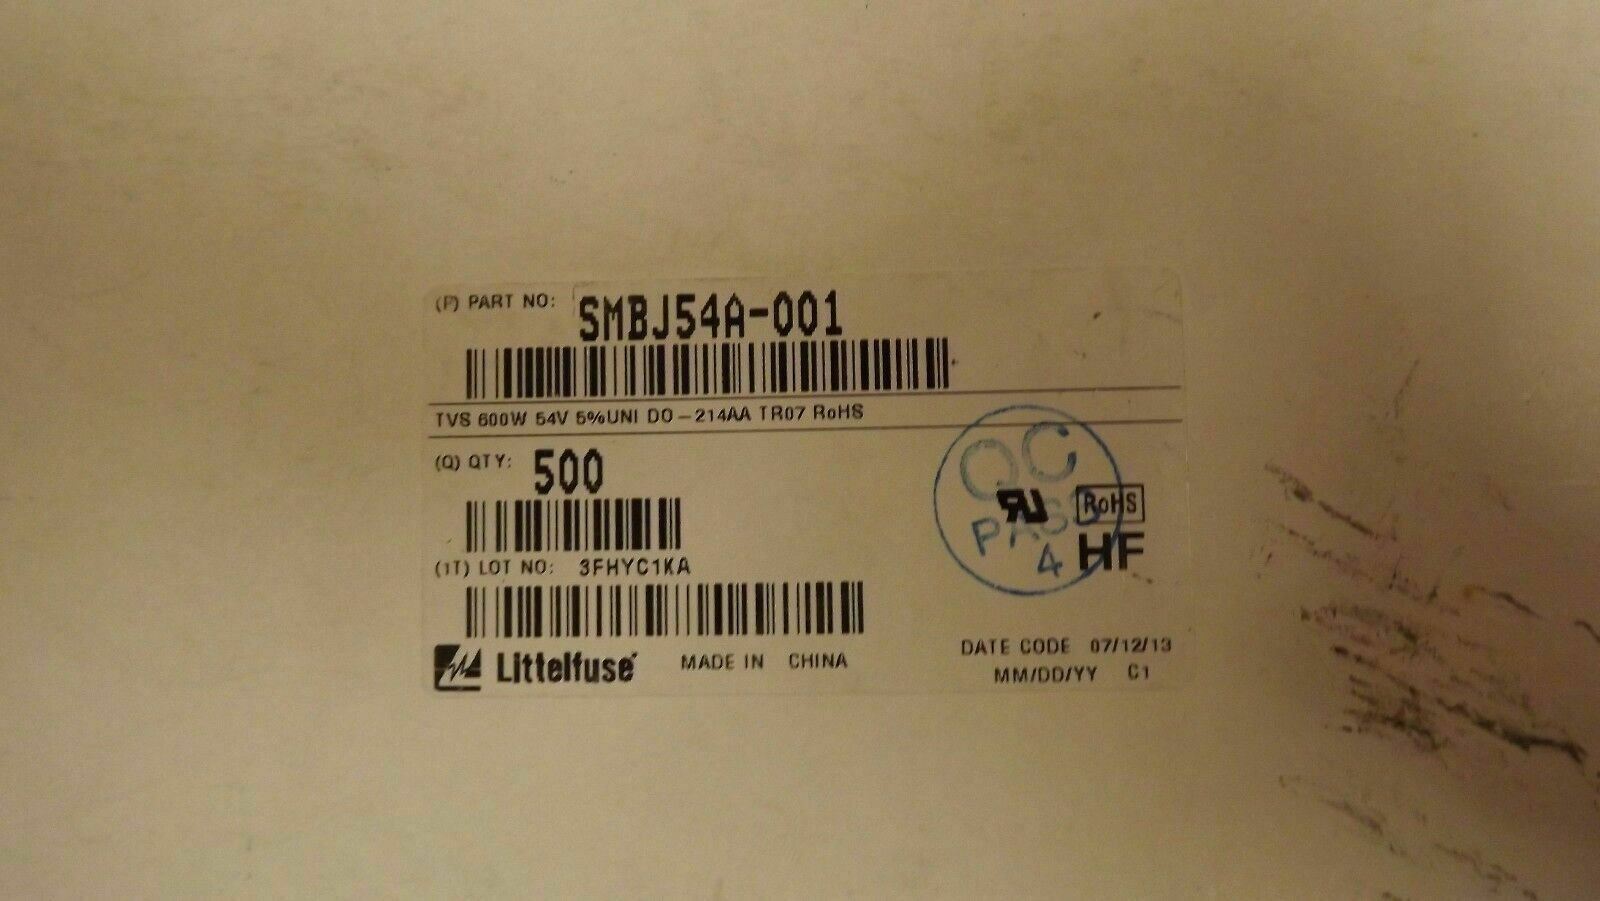 (P) PART NO: SMBJ54A-001
TVS 600W 54V 5%UNI DO-214AA TR07 RoHS
(Q) QTY: 500
QC
PASS
4
RU
RoHS
HF
(1T) LOT NO: 3FHYC1KA
Littelfuse MADE IN CHINA
DATE CODE 07/12/13
MM/DD/YY C1